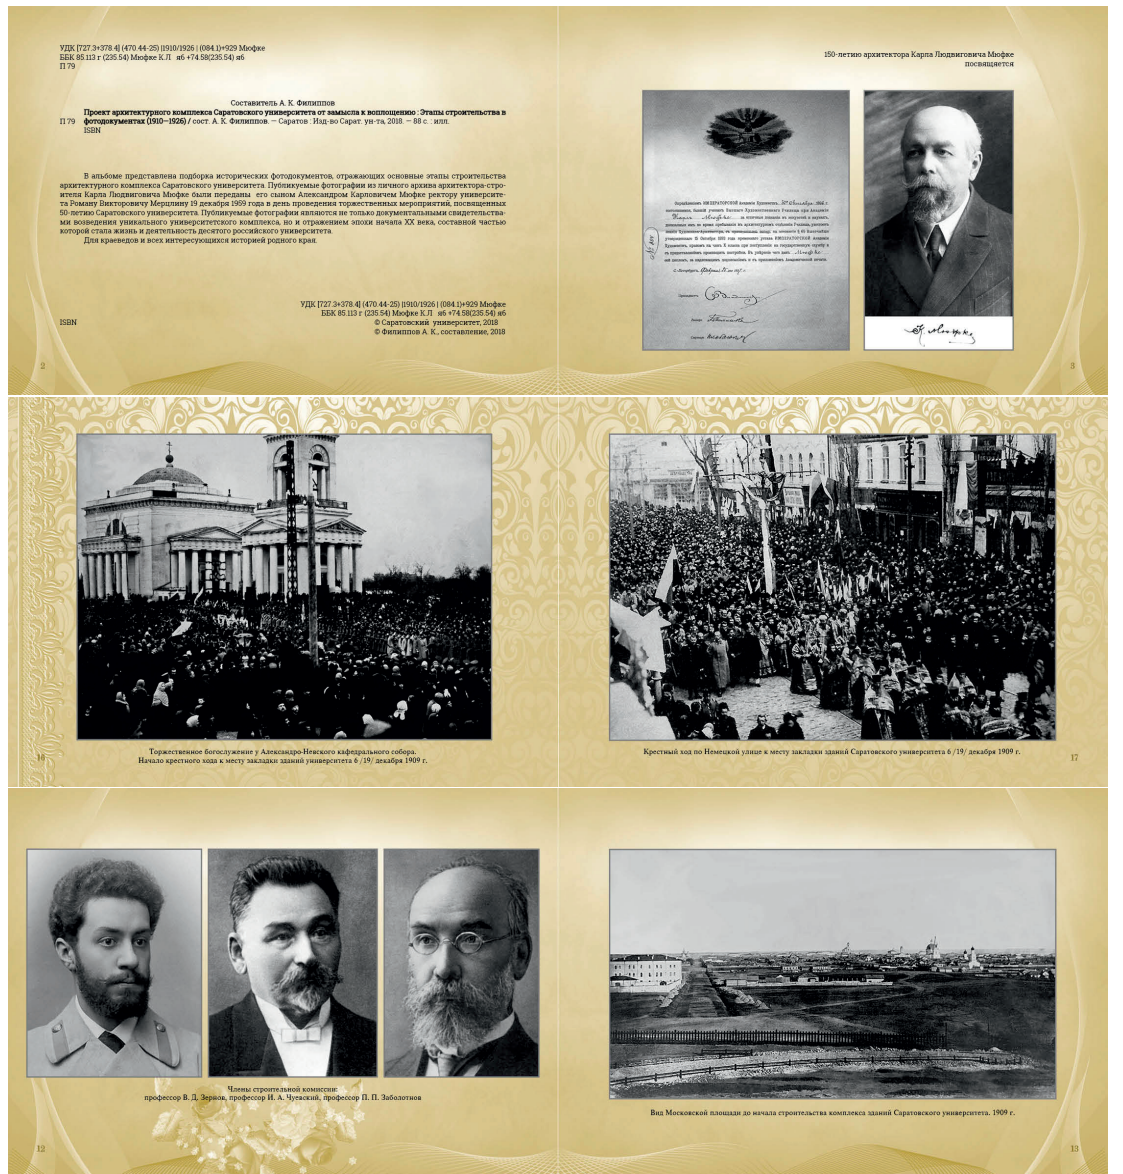 УДК [727.3+378.4] (470.44-25) |1910/1926 | (084.1)+929 Мюфке
ББК 85.113 г (235.54) Мюфке К.Л   я6 +74.58(235.54) я6
П 79
Составитель А. К. Филиппов
Проект архитектурного комплекса Саратовского университета от замысла к воплощению : Этапы строительства в
П 79 фотодокументах (1910—1926) / сост. А. К. Филиппов. — Саратов : Изд-во Сарат. ун-та, 2018. — 88 с. : илл.
ISBN
В альбоме представлена подборка исторических фотодокументов, отражающих основные этапы строительства
архитектурного комплекса Саратовского университета. Публикуемые фотографии из личного архива архитектора-стро-
ителя Карла Людвиговича Мюфке были переданы его сыном Александром Карповичем Мюфке ректору университе-
та Роману Викторовичу Мерцлину 19 декабря 1959 года в день проведения торжественных мероприятий, посвященных
50-летию Саратовского университета. Публикуемые фотографии являются не только документальными свидетельства-
ми возведения уникального университетского комплекса, но и отражением эпохи начала XX века, составной частью
которой стала жизнь и деятельность десятого российского университета.
Для краеведов и всех интересующихся историей родного края.
УДК [727.3+378.4] (470.44-25) |1910/1926 | (084.1)+929 Мюфке
ББК 85.113 г (235.54) Мюфке К.Л   я6 +74.58(235.54) я6
ISBN © Саратовский университет, 2018
© Филиппов А. К., составление, 2018
2
150-летию архитектора Карла Людвиговича Мюфке
посвящается
К. Мюфке
3
Торжественное богослужение у Александро-Невского кафедрального собора.
Начало крестного хода к месту закладки зданий университета 6 /19/ декабря 1909 г.
16
Крестный ход по Немецкой улице к месту закладки зданий Саратовского университета 6 /19/ декабря 1909 г.
17
Члены строительной комиссии:
профессор В. Д. Зернов, профессор И. А. Чуевский, профессор П. П. Заболотнов
12
Вид Московской площади до начала строительства комплекса зданий Саратовского университета. 1909 г.
13